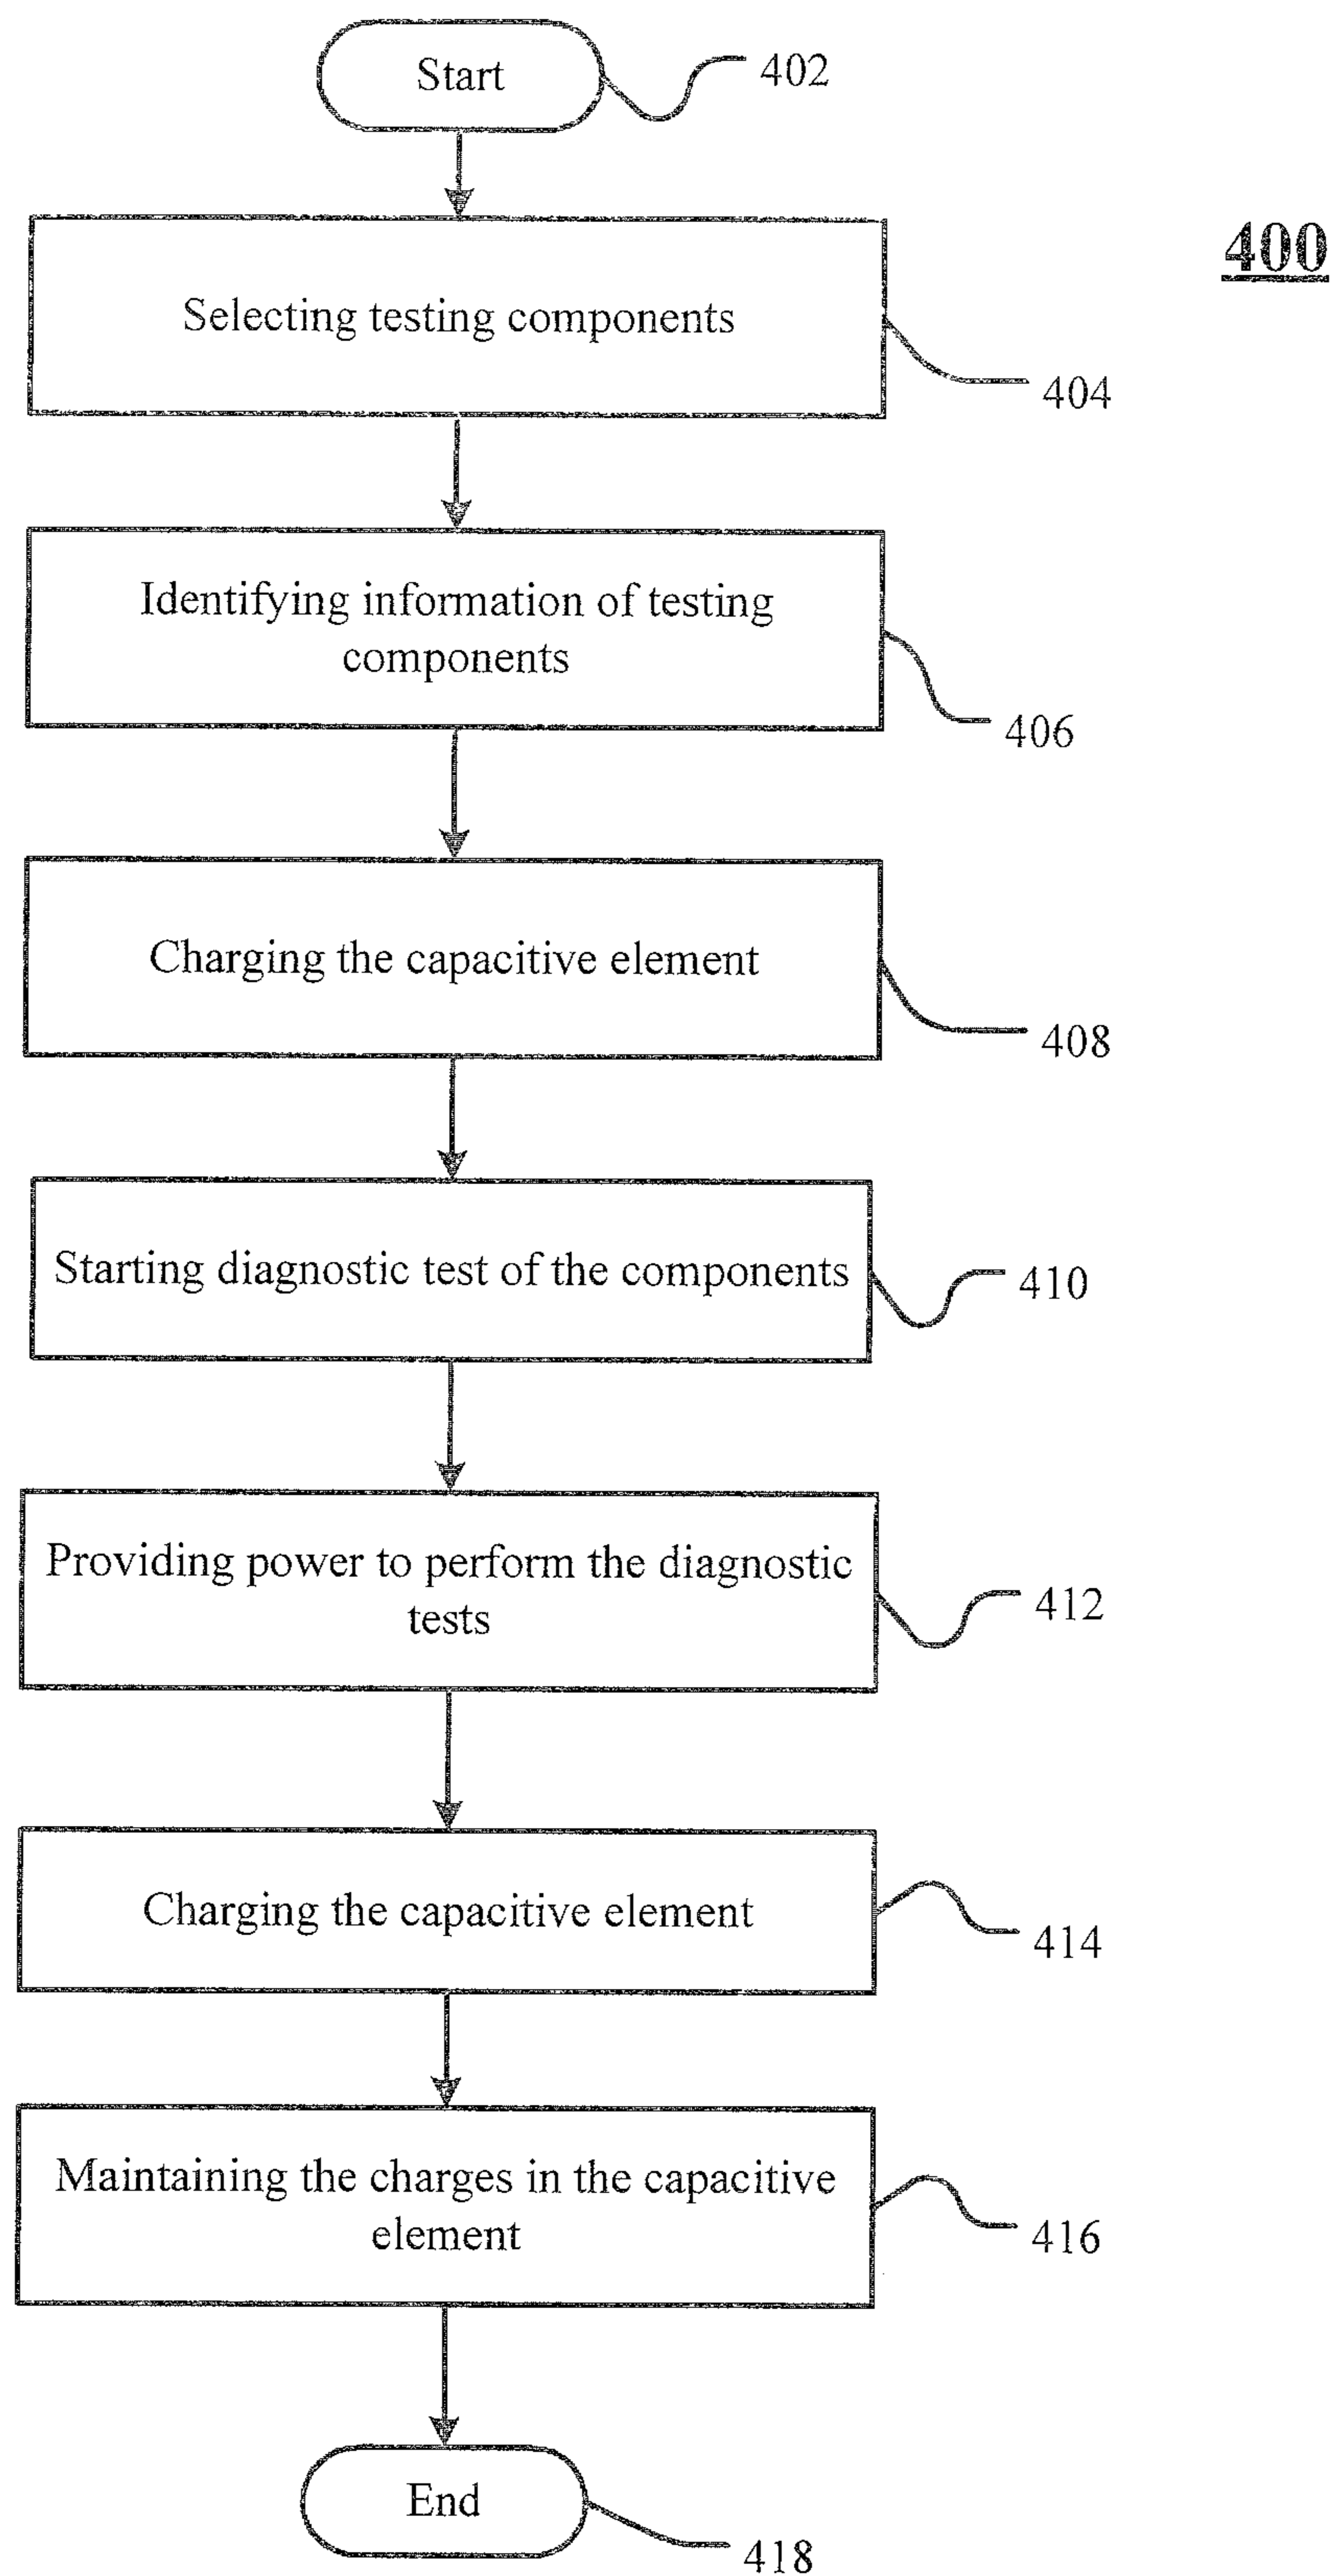 Start
402
400
Selecting testing components
404
Identifying information of testing
components
406
Charging the capacitive element
408
Starting diagnostic test of the components
410
Providing power to perform the diagnostic
tests
412
Charging the capacitive element
414
Maintaining the charges in the capacitive
element
416
End
418